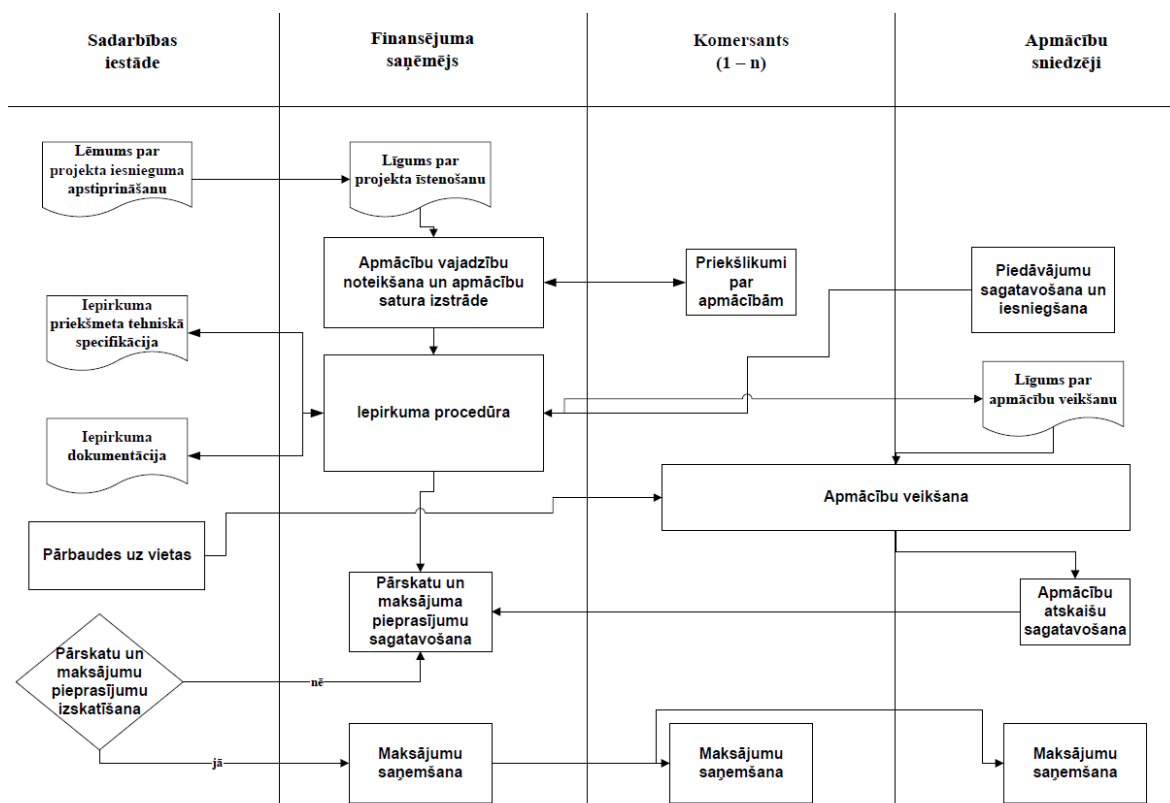 Sadarbības
iestāde
Finansējuma
saņēmējs
Komersants
(1 – n)
Apmācību
sniedzēji
Lēmums par
projekta iesnieguma
apstiprināšanu
Līgums par
projekta īstenošanu
Apmācību vajadzību
noteikšana un apmācību
satura izstrāde
Priekšlikumi
par
apmācībām
Piedāvājumu
sagatavošana un
iesniegšana
Iepirkuma
priekšmeta tehniskā
specifikācija
Iepirkuma procedūra
Līgums par
apmācību veikšanu
Iepirkuma
dokumentācija
Apmācību veikšana
Pārbaudes uz vietas
Pārskatu un
maksājuma
pieprasījumu
sagatavošana
Apmācību
atskaišu
sagatavošana
Pārskatu un
maksājumu
pieprasījumu
izskatīšana
nē
jā
Maksājumu
saņemšana
Maksājumu
saņemšana
Maksājumu
saņemšana